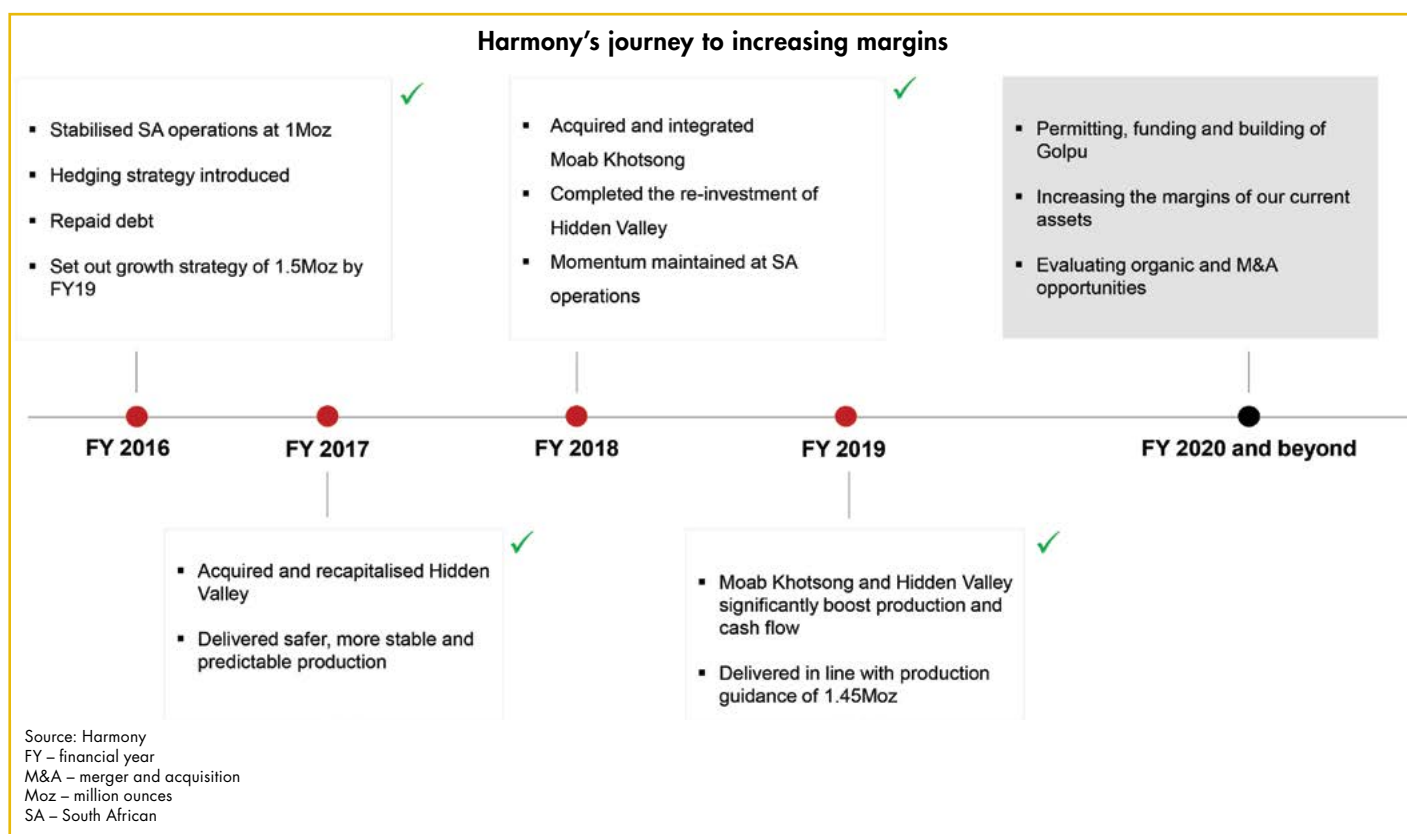 Harmony’s journey to increasing margins
▪ Stabilised SA operations at 1Moz
▪ Hedging strategy introduced
▪ Repaid debt
▪ Set out growth strategy of 1.5Moz by
FY19
▪ Acquired and integrated
Moab Khotsong
▪ Completed the re-investment of
Hidden Valley
▪ Momentum maintained at SA
operations
▪ Permitting, funding and building of
Golpu
▪ Increasing the margins of our current
assets
▪ Evaluating organic and M&A
opportunities
FY 2016
FY 2017
FY 2018
FY 2019
FY 2020 and beyond
▪ Acquired and recapitalised Hidden
Valley
▪ Delivered safer, more stable and
predictable production
▪ Moab Khotsong and Hidden Valley
significantly boost production and
cash flow
▪ Delivered in line with production
guidance of 1.45Moz
Source: Harmony
FY – financial year
M&A – merger and acquisition
Moz – million ounces
SA – South African